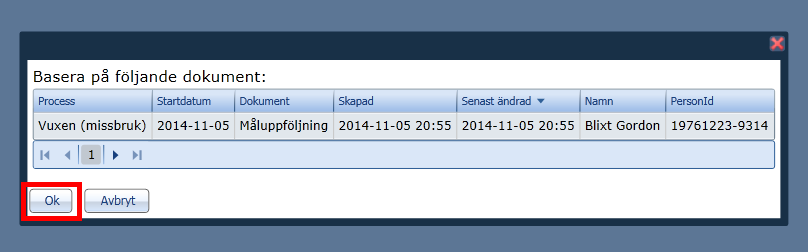 Basera på följande dokument:
Process Startdatum Dokument Skapad Senast ändrad Namn PersonId
Vuxen (missbruk) 2014-11-05 Måluppföljning 2014-11-05 20:55 2014-11-05 20:55 Blixt Gordon 19761223-9314
1
Ok Avbryt